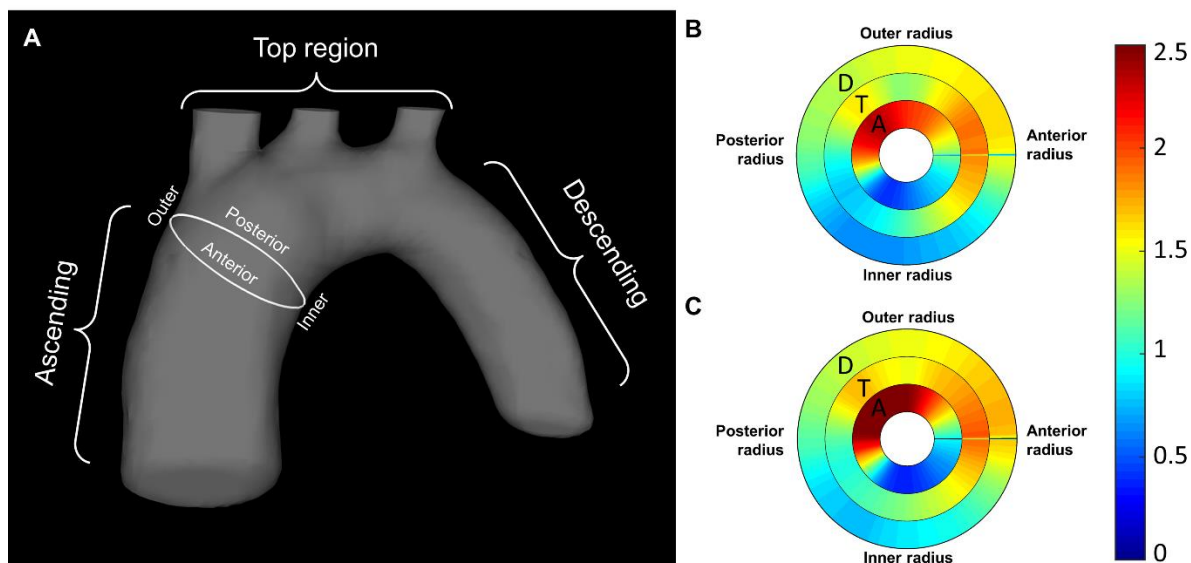 A
Top region
Outer
Posterior
Anterior
Inner
Ascending
Descending
B
Outer radius
D
T
A
Posterior
radius
Anterior
radius
Inner radius
C
Outer radius
D
T
A
Posterior
radius
Anterior
radius
Inner radius
2.5
2
1.5
1
0.5
0